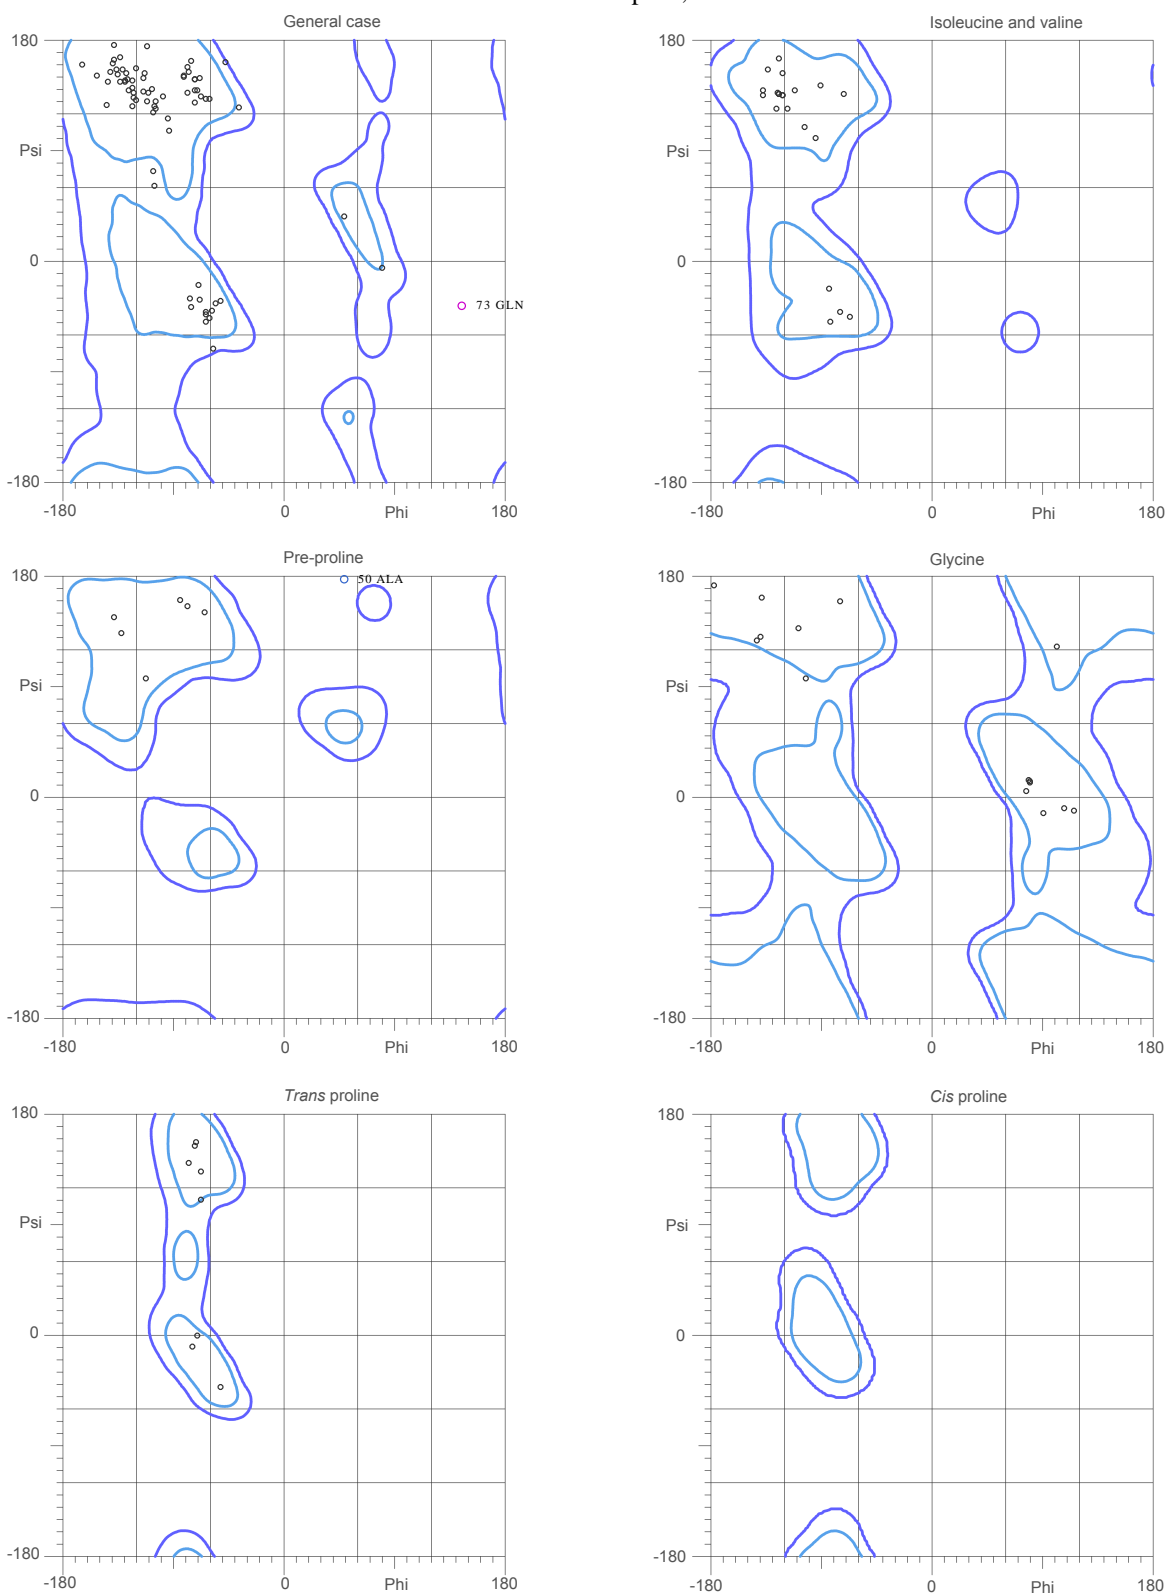 General case
Isoleucine and valine
180
180
Psi
Psi
0
0
73 GLN
-180
-180
-180
0
Phi
180
-180
0
Phi
180
Pre-proline
Glycine
180
50 ALA
180
Psi
Psi
0
0
-180
-180
-180
0
Phi
180
-180
0
Phi
180
Trans proline
Cis proline
180
180
Psi
Psi
0
0
-180
-180
-180
0
Phi
180
-180
0
Phi
180